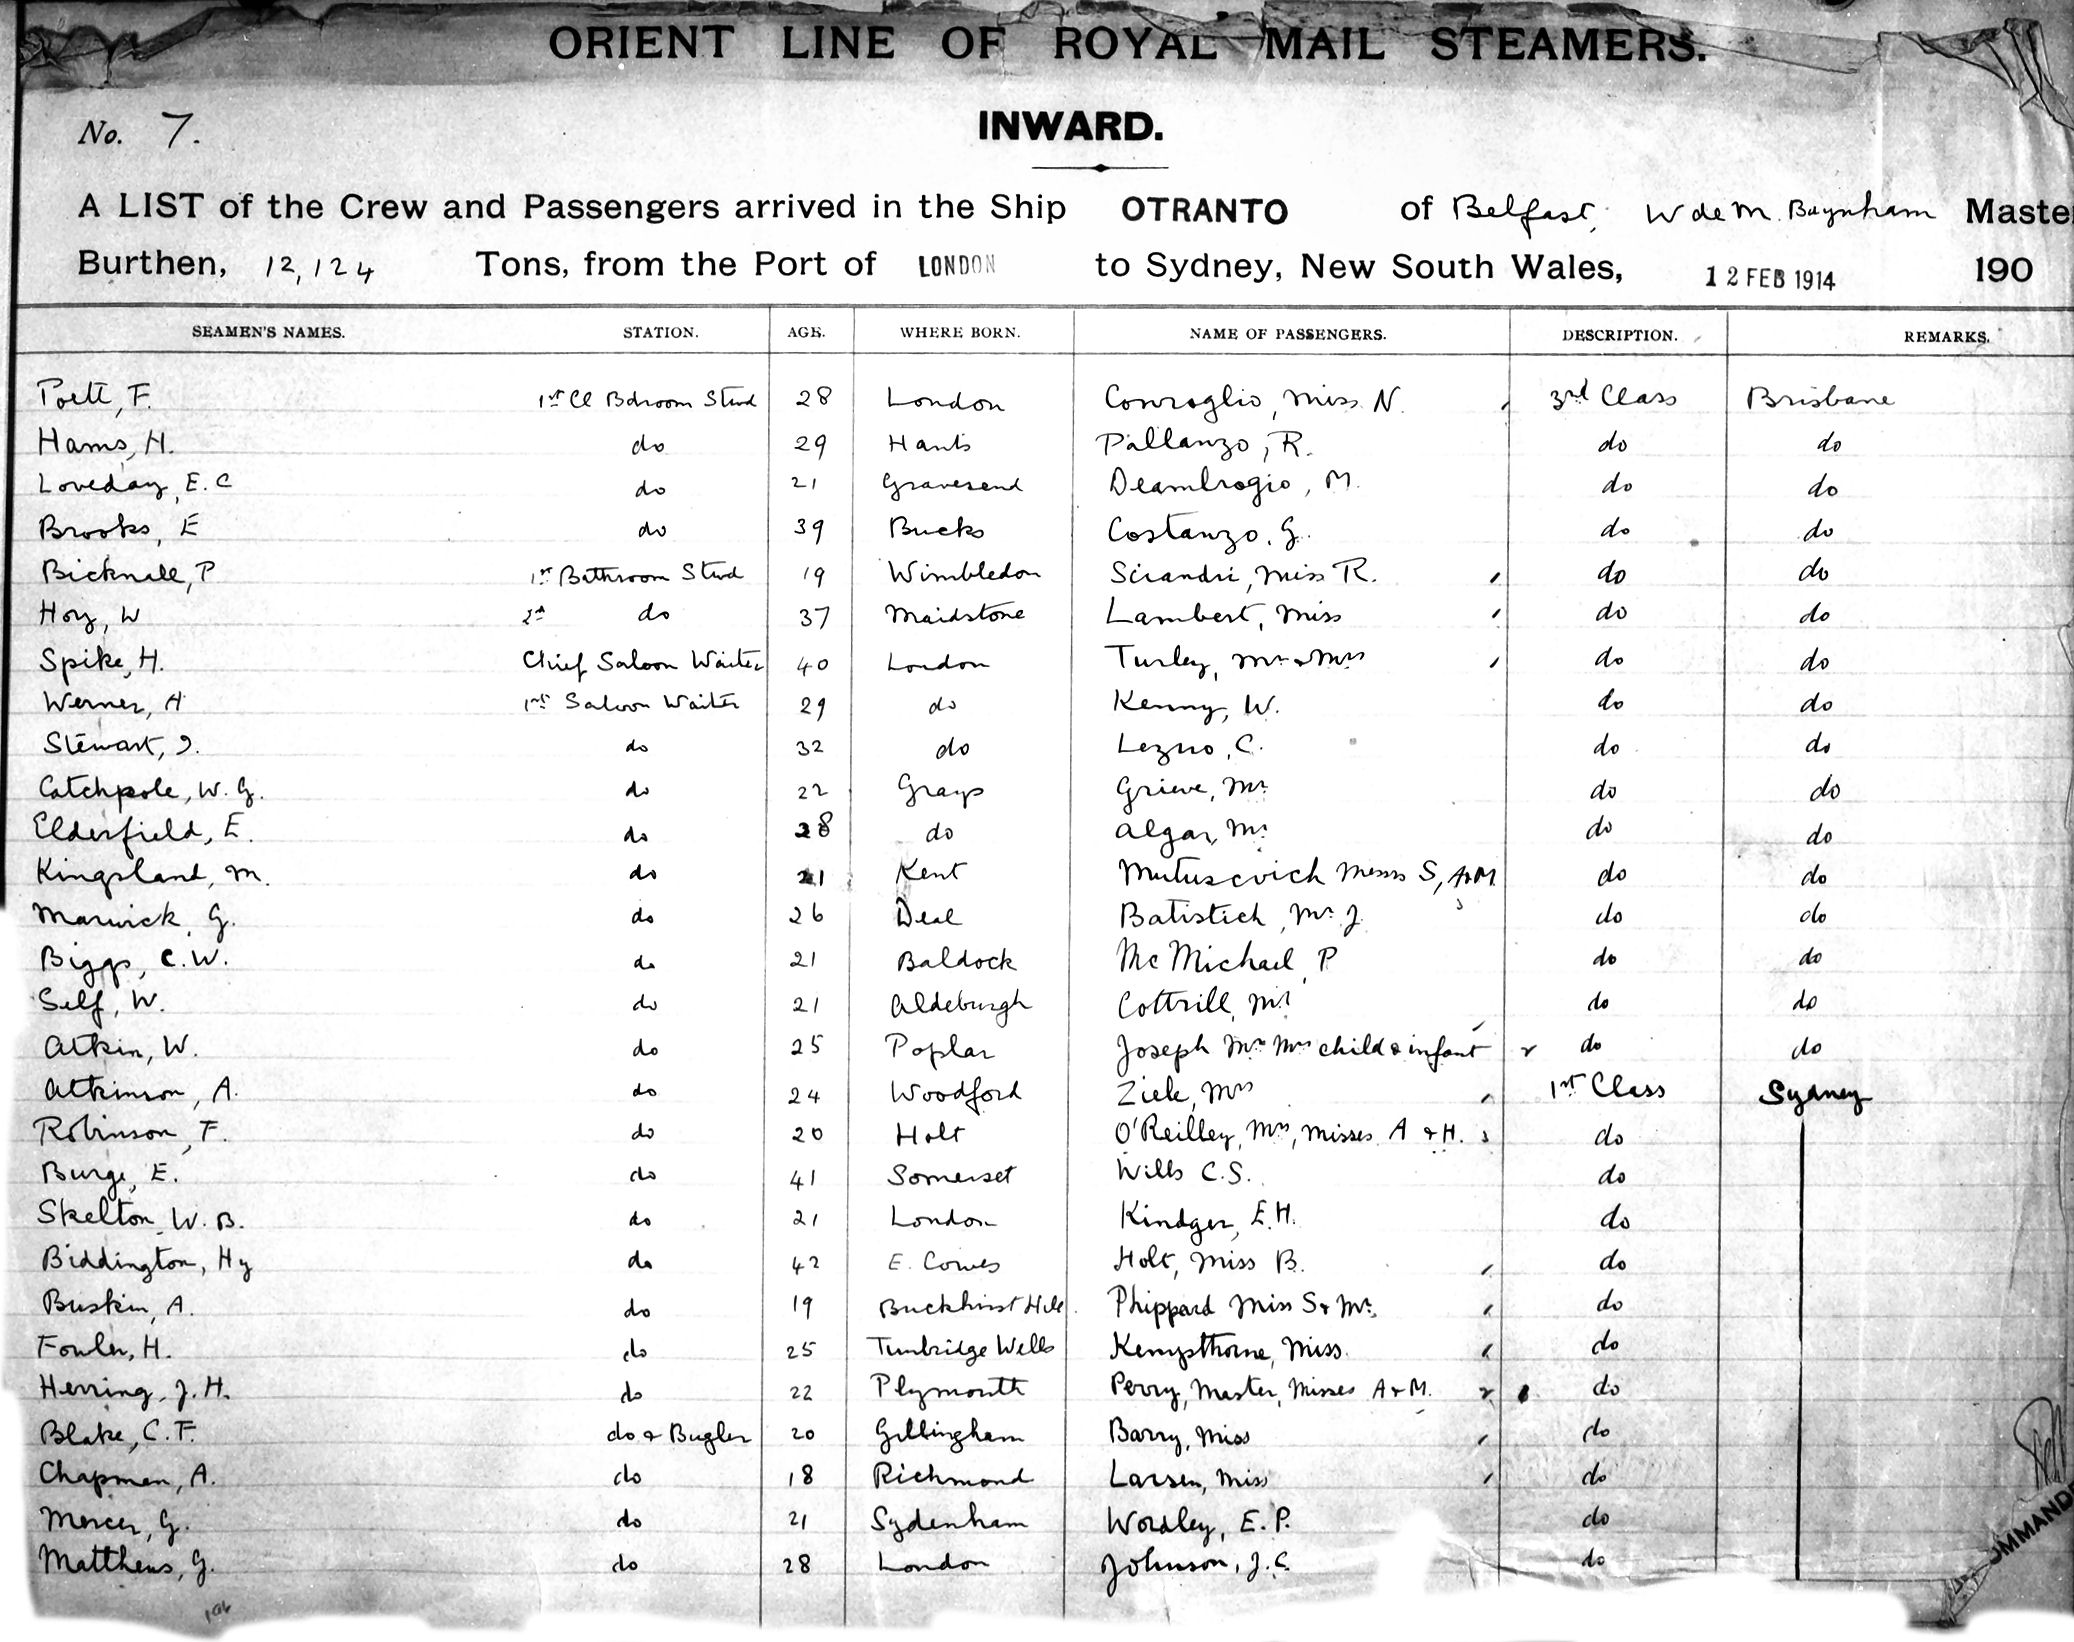 ORIENT LINE OF ROYAL MAIL STEAMERS.
No. 7.
INWARD.
A LIST of the Crew and Passengers arrived in the Ship OTRANTO of Belfast, W de M. Baynham Maste
Burthen, 12,124 Tons, from the Port of LONDON to Sydney, New South Wales, 12 FEB 1914 190
SEAMEN'S NAMES. STATION. AGE. WHERE BORN. NAME OF PASSENGERS. DESCRIPTION. REMARKS.
Poett, F. 1st Cl Bdroom Stwd 28 London Conroglio, Miss N. 3rd Class Brisbane
Hams, H. do 29 Hants Pallanzo, R. do do
Loveday, E. C do 21 Gravesend Deambrogio, M. do do
Brooks, E do 39 Bucks Costanzo, G. do do
Bicknell, P 1st Bathroom Stwd 19 Wimbledon Sirandri, Miss R. do do
Hoy, W 2nd do 37 Maidstone Lambert, Miss do do
Spike, H. Chief Saloon Waiter 40 London Turley, Mr & Mrs do do
Werner, A 1st Saloon Waiter 29 do Kenny, W. do do
Stewart, J. do 32 do Lezno, C. do do
Catchpole, W. G. do 22 Grays Grieve, Mr do do
Elderfield, E. do 28 do Algar, Mr do do
Kingsland, M. do 21 Kent Mutuscvich Messrs S, A & M. do do
Marwick, G. do 26 Deal Batistich, Mr J. do do
Biggs, C. W. do 21 Baldock McMichael, P do do
Self, W. do 21 Aldeburgh Cottrill, Mr do do
Atkin, W. do 25 Poplar Joseph Mr Mrs child & infant do do
Atkinson, A. do 24 Woodford Ziele, Mrs 1st Class Sydney
Robinson, F. do 20 Holt O'Reilley, Mrs, Misses A & H. do
Burge, E. do 41 Somerset Wills C. S. do
Skelton, W. B. do 21 London Kindger, E. H. do
Biddington, Hy do 42 E. Cowes Holt, Miss B. do
Buskin, A. do 19 Buckhurst Hill. Phippard Miss S & Mr. do
Fowler, H. do 25 Tunbridge Wells Kempsthorne, Miss. do
Herring, J. H. do 22 Plymouth Perry, Master, Misses A & M. do
Blake, C. F. do & Bugler 20 Gillingham Barry, Miss do
Chapman, A. do 18 Richmond Larsen, Miss do
Mercer, G. do 21 Sydenham Wordley, E. P. do
Matthews, G. do 28 London Johnson, J. C. do
OMMANDE